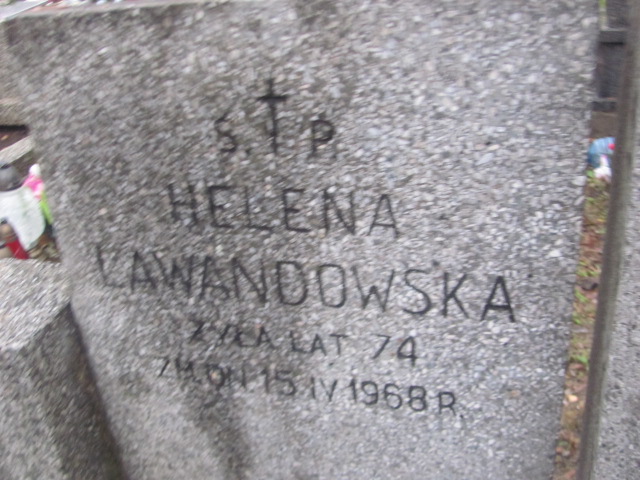 Ś. P.
HELENA
LAWANDOWSKA
ŻYŁA LAT 74
ZM. DN 15 IV 1968 R.